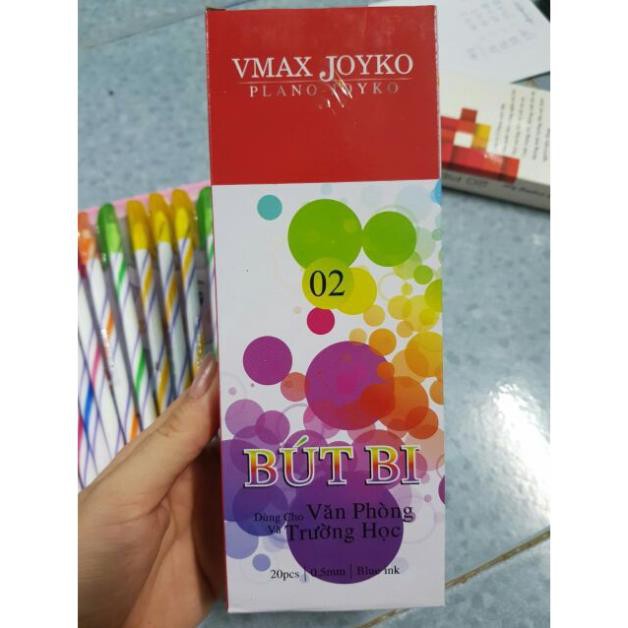 VMAX JOYKO
PLANO-JOYKO
02
BÚT BI
Dùng Cho Văn Phòng
Và Trường Học
20pcs | 0.5mm | Blue ink